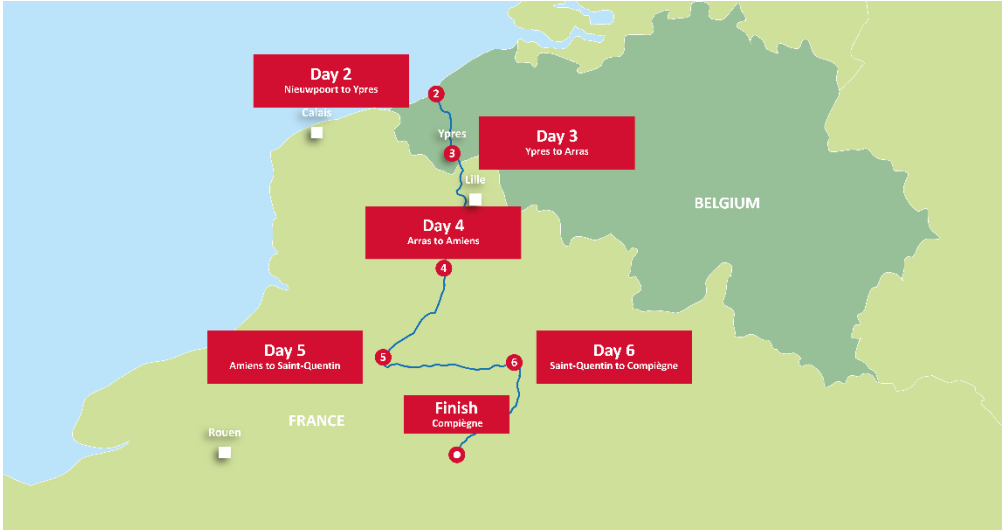 Day 2
Nieuwpoort to Ypres
Calais
2
Ypres
3
Day 3
Ypres to Arras
Lille
BELGIUM
Day 4
Arras to Amiens
4
Day 5
Amiens to Saint-Quentin
5
6
Day 6
Saint-Quentin to Compiègne
Finish
Compiègne
FRANCE
Rouen